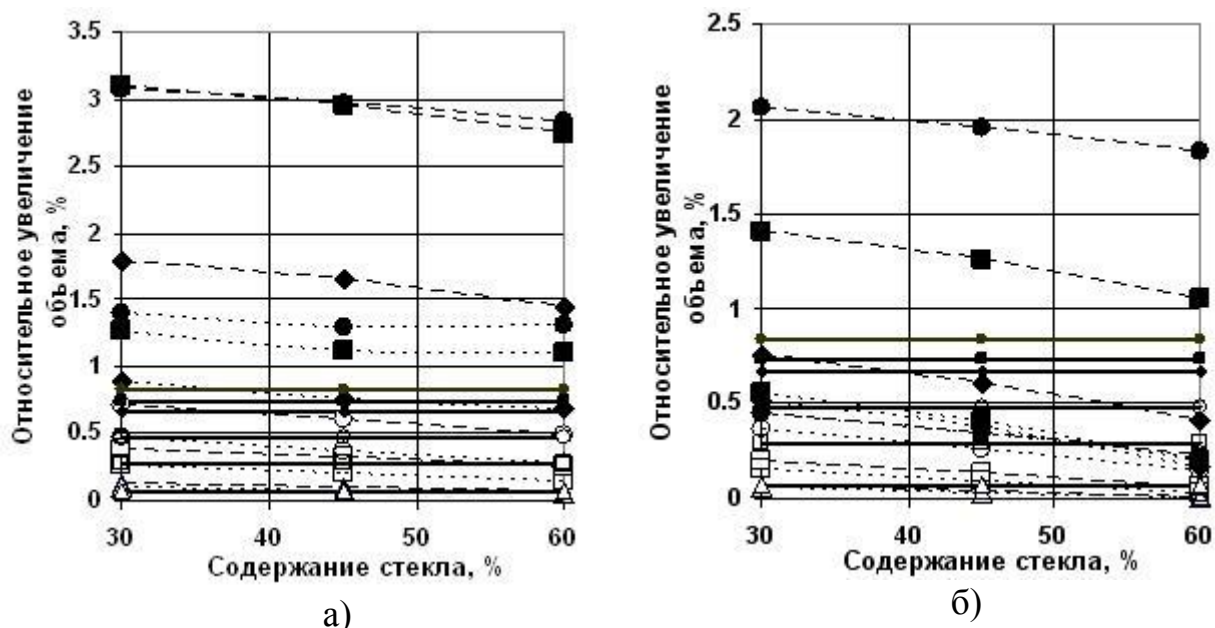 3.5
3
2.5
2
1.5
1
0.5
0
Относительное увеличение
объема, %
30 40 50 60
Содержание стекла, %
а)
2.5
2
1.5
1
0.5
0
Относительное увеличение
объема, %
30 40 50 60
Содержание стекла, %
б)